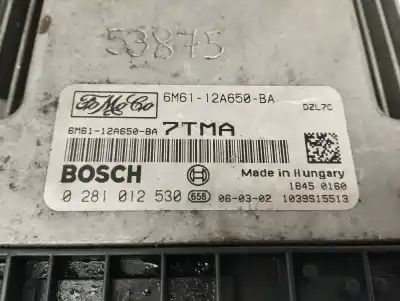 53875
FoMoCo
6M61-12A650-BA
DZL7C
6M61-12A650-BA 7TMA
BOSCH
Made in Hungary
1845 0160
0 281 012 530 656 06-03-02 1039S15513